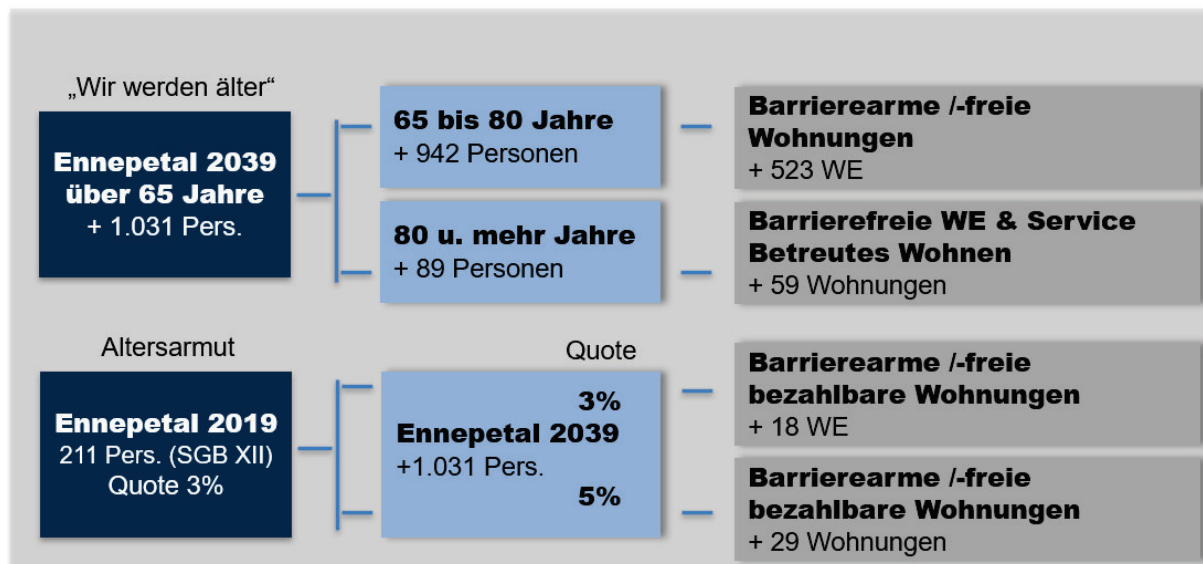 „Wir werden älter“
Ennepetal 2039
über 65 Jahre
+ 1.031 Pers.
65 bis 80 Jahre
+ 942 Personen
Barrierearme /-freie
Wohnungen
+ 523 WE
80 u. mehr Jahre
+ 89 Personen
Barrierefreie WE & Service
Betreutes Wohnen
+ 59 Wohnungen
Altersarmut
Ennepetal 2019
211 Pers. (SGB XII)
Quote 3%
Quote
3%
Ennepetal 2039
+1.031 Pers.
5%
Barrierearme /-freie
bezahlbare Wohnungen
+ 18 WE
Barrierearme /-freie
bezahlbare Wohnungen
+ 29 Wohnungen